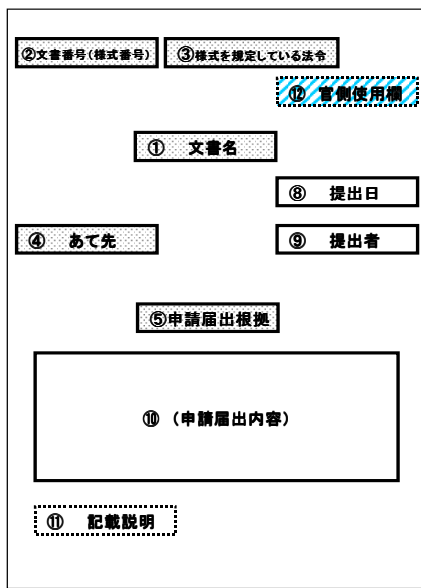 ②文書番号(様式番号) ③様式を規定している法令
⑫ 官側使用欄
① 文書名
⑧ 提出日
④ あて先 ⑨ 提出者
⑤申請届出根拠
⑩ (申請届出内容)
⑪ 記載説明